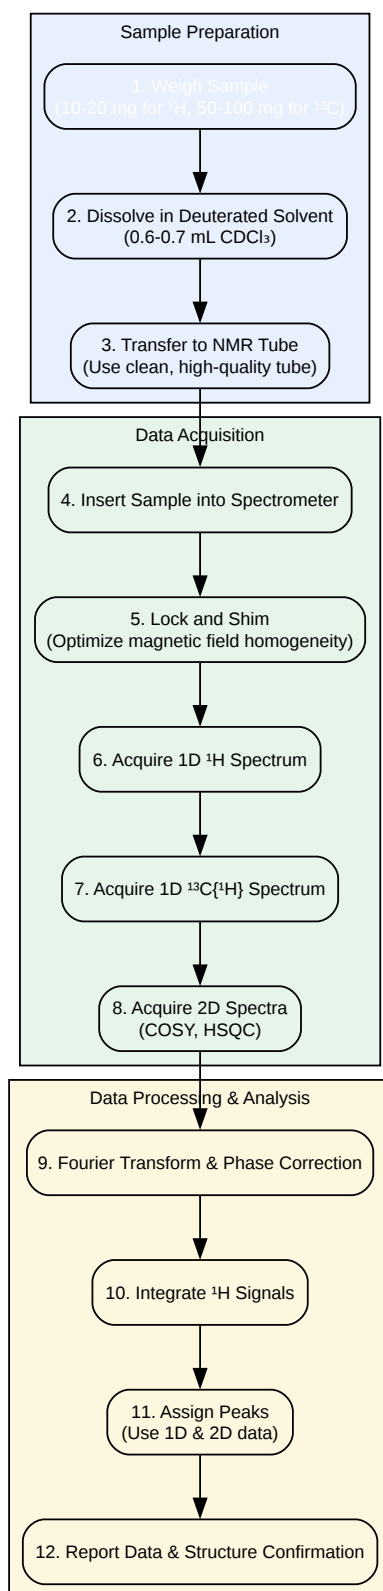 Sample Preparation
1. Weigh Sample
(10-20 mg for ¹H, 50-100 mg for ¹³C)
2. Dissolve in Deuterated Solvent
(0.6-0.7 mL CDCl₃)
3. Transfer to NMR Tube
(Use clean, high-quality tube)
Data Acquisition
4. Insert Sample into Spectrometer
5. Lock and Shim
(Optimize magnetic field homogeneity)
6. Acquire 1D ¹H Spectrum
7. Acquire 1D ¹³C{¹H} Spectrum
8. Acquire 2D Spectra
(COSY, HSQC)
Data Processing & Analysis
9. Fourier Transform & Phase Correction
10. Integrate ¹H Signals
11. Assign Peaks
(Use 1D & 2D data)
12. Report Data & Structure Confirmation